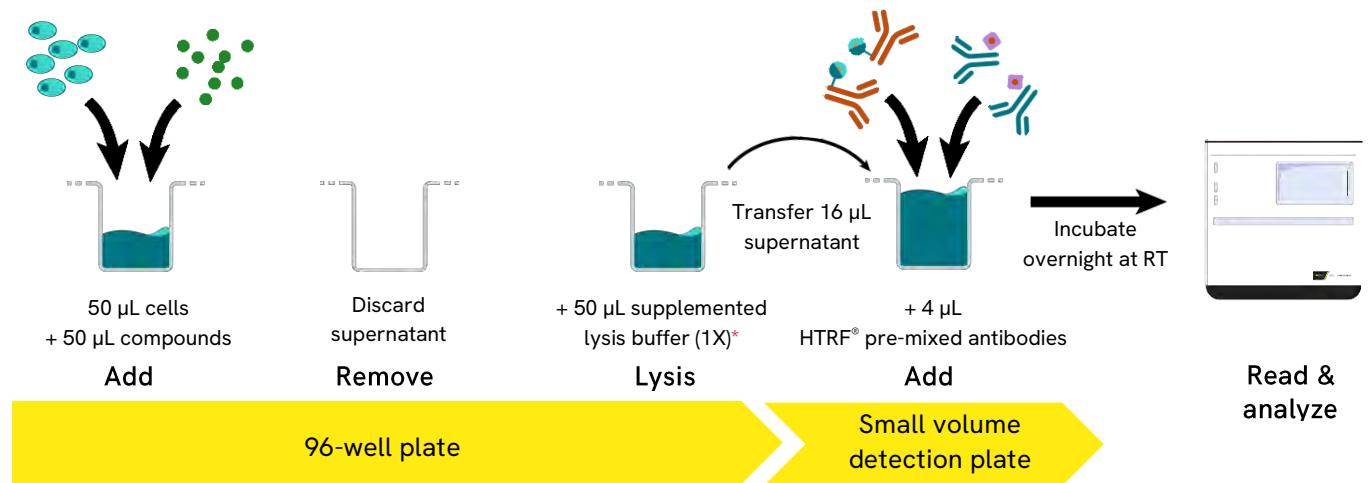 Transfer 16 µL
supernatant
Incubate
overnight at RT
50 µL cells
+ 50 µL compounds
Add
Discard
supernatant
Remove
+ 50 µL supplemented
lysis buffer (1X)*
Lysis
+ 4 µL
HTRF® pre-mixed antibodies
Add
Read &
analyze
96-well plate
Small volume
detection plate